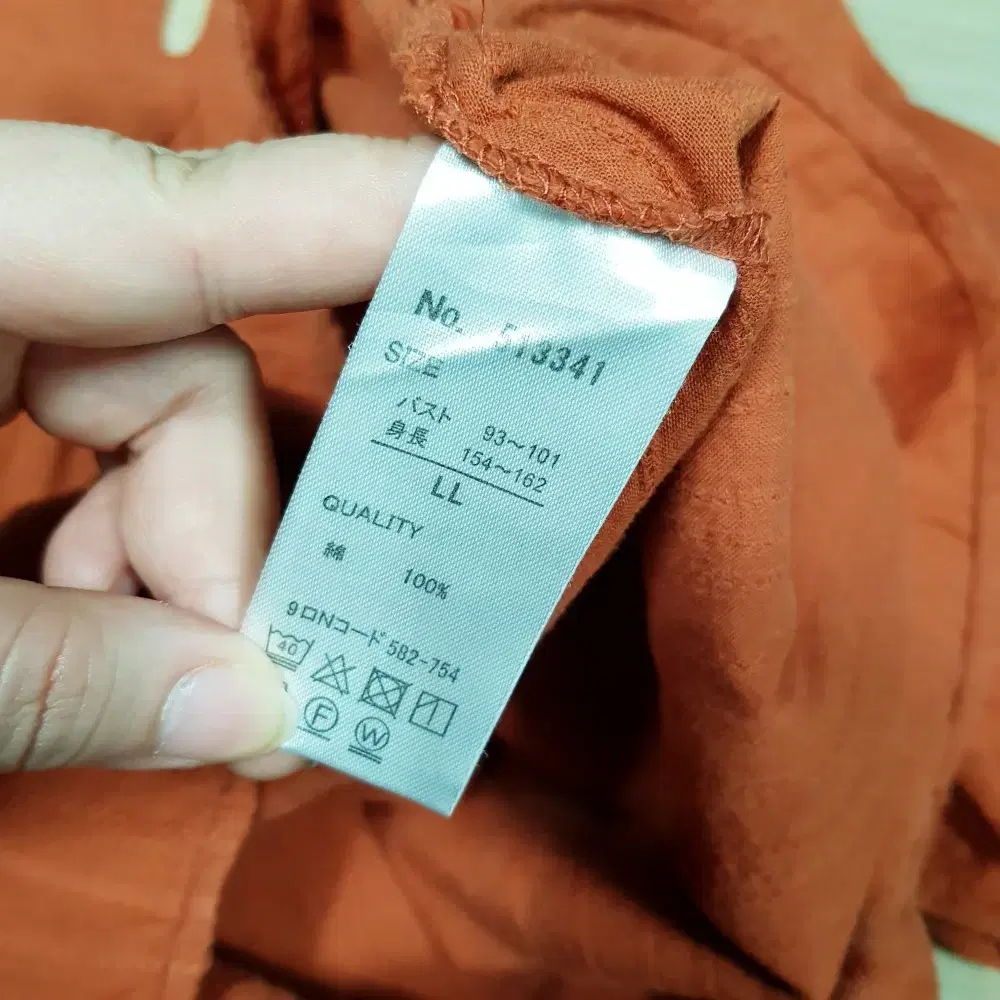 No. 513341
SIZE
バスト 93～101
身長 154～162
LL
QUALITY
綿 100%
9ロNコード 582-754
40
F
W